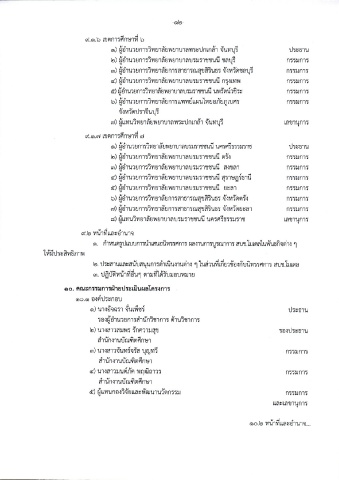 ๑๒
๙.๑.๖ เขตการศึกษาที่ ๖
๑) ผู้อำนวยการวิทยาลัยพยาบาลพระปกเกล้า จันทบุรี ประธาน
๒) ผู้อำนวยการวิทยาลัยพยาบาลบรมราชชนนี ชลบุรี กรรมการ
๓) ผู้อำนวยการวิทยาลัยการสาธารณสุขสิรินธร จังหวัดชลบุรี กรรมการ
๔) ผู้อำนวยการวิทยาลัยพยาบาลบรมราชชนนี กรุงเทพ กรรมการ
๕) ผู้อำนวยการวิทยาลัยพยาบาลบรมราชชนนี นพรัตน์วชิระ กรรมการ
๖) ผู้อำนวยการวิทยาลัยการแพทย์แผนไทยอภัยภูเบศร กรรมการ
จังหวัดปราจีนบุรี
๗) ผู้แทนวิทยาลัยพยาบาลพระปกเกล้า จันทบุรี เลขานุการ
๙.๑.๗ เขตการศึกษาที่ ๗
๑) ผู้อำนวยการวิทยาลัยพยาบาลบรมราชชนนี นครศรีธรรมราช ประธาน
๒) ผู้อำนวยการวิทยาลัยพยาบาลบรมราชชนนี ตรัง กรรมการ
๓) ผู้อำนวยการวิทยาลัยพยาบาลบรมราชชนนี สงขลา กรรมการ
๔) ผู้อำนวยการวิทยาลัยพยาบาลบรมราชชนนี สุราษฎร์ธานี กรรมการ
๕) ผู้อำนวยการวิทยาลัยพยาบาลบรมราชชนนี ยะลา กรรมการ
๖) ผู้อำนวยการวิทยาลัยการสาธารณสุขสิรินธร จังหวัดตรัง กรรมการ
๗) ผู้อำนวยการวิทยาลัยการสาธารณสุขสิรินธร จังหวัดยะลา กรรมการ
๘) ผู้แทนวิทยาลัยพยาบาลบรมราชชนนี นครศรีธรรมราช เลขานุการ
๙.๒ หน้าที่และอำนาจ
๑. กำหนดรูปแบบการนำเสนอนิทรรศการ ผลงานการบูรณาการ สบชโมเดลในพันธกิจต่าง ๆ
ให้มีประสิทธิภาพ
๒. ประสานและสนับสนุนการดำเนินงานต่าง ๆ ในส่วนที่เกี่ยวข้องกับนิทรรศการ สบชโมเดล
๓. ปฏิบัติหน้าที่อื่นๆ ตามที่ได้รับมอบหมาย
๑๐. คณะกรรมการฝ่ายประเมินผลโครงการ
๑๐.๑ องค์ประกอบ
๑) นางอัจฉรา จันเพ็ชร์ ประธาน
รองผู้อำนวยการสำนักวิชาการ ด้านวิชาการ
๒) นางสาวสมพร รักความสุข รองประธาน
สำนักงานบัณฑิตศึกษา
๓) นางสาวจันทร์จรัส บุญทรี กรรมการ
สำนักงานบัณฑิตศึกษา
๔) นางสาวมนต์ภัค พฤฒิถาวร กรรมการ
สำนักงานบัณฑิตศึกษา
๕) ผู้แทนกองวิจัยและพัฒนานวัตกรรม กรรมการ
และเลขานุการ
๑๐.๒ หน้าที่และอำนาจ...